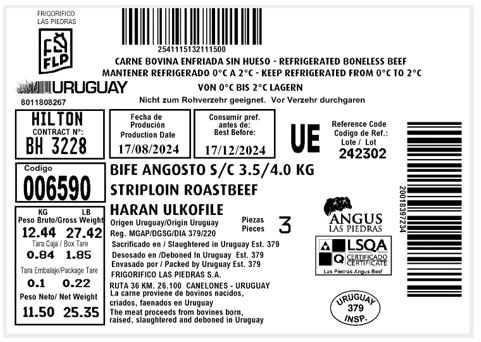 FRIGORIFICO
LAS PIEDRAS
FLP
2541115132111500
CARNE BOVINA ENFRIADA SIN HUESO - REFRIGERATED BONELESS BEEF
MANTENER REFRIGERADO 0°C A 2°C - KEEP REFRIGERATED FROM 0°C TO 2°C
VON 0°C BIS 2°C LAGERN
Nicht zum Rohverzehr geeignet. Vor Verzehr durchgaren
URUGUAY
8011808267
HILTON
CONTRACT Nº:
BH 3228
Fecha de
Produción
Production Date
17/08/2024
Consumir pref.
antes de:
Best Before:
17/12/2024
UE
Reference Code
Codigo de Ref.:
Lote / Lot
242302
Codigo
006590
BIFE ANGOSTO S/C 3.5/4.0 KG
STRIPLOIN ROASTBEEF
HARAN ULKOFILE
KG LB
Peso Bruto/Gross Weight
12.44 27.42
Tara Caja / Box Tare
0.84 1.85
Tara Embalaje/Package Tare
0.1 0.22
Peso Neto/ Net Weight
11.50 25.35
Origen Uruguay/Origin Uruguay
Reg. MGAP/DGSG/DIA 379/220
Piezas
Pieces
3
Sacrificado en / Slaughtered in Uruguay Est. 379
Desosado en /Deboned In Uruguay Est. 379
Envasado por / Packed by Uruguay Est. 379
FRIGORIFICO LAS PIEDRAS S.A.
RUTA 36 KM. 26.100 CANELONES - URUGUAY
La carne proviene de bovinos nacidos,
criados, faenados en Uruguay
The meat proceeds from bovines born,
raised, slaughtered and deboned in Uruguay
ANGUS
LAS PIEDRAS
LSQA
CERTIFICADO
CERTIFICATE
Las Piedras Angus Beef
URUGUAY
379
INSP.
20018397234